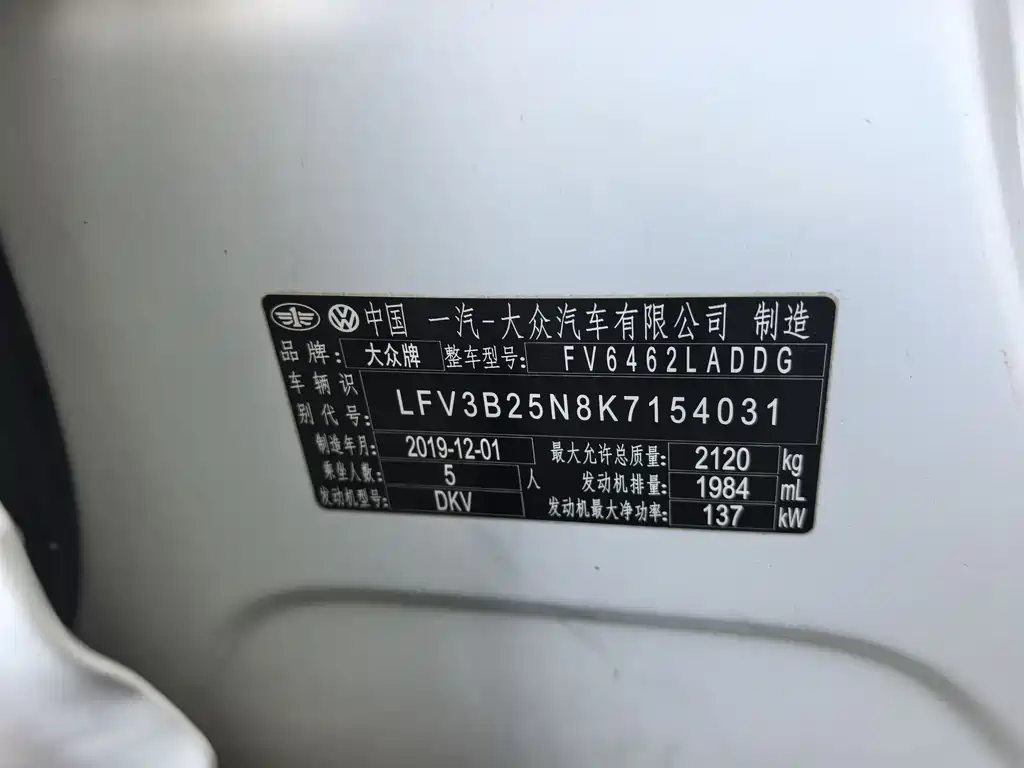 中国 一汽-大众汽车有限公司 制造
品牌: 大众牌 整车型号: FV6462LADDG
车辆识别代号: LFV3B25N8K7154031
制造年月: 2019-12-01 最大允许总质量: 2120 kg
乘坐人数: 5 人 发动机排量: 1984 mL
发动机型号: DKV 发动机最大净功率: 137 kW